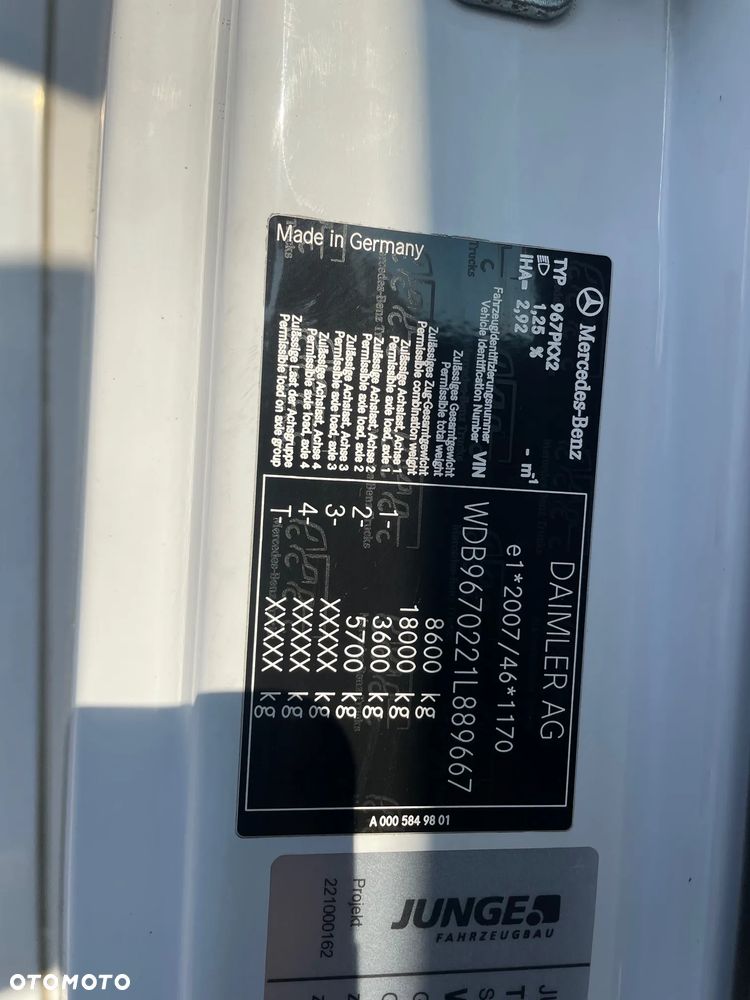 Mercedes-Benz
TYP 967PKX2
1,25 %
IHA= 2,92 - m⁻¹
DAIMLER AG
e1*2007/46*1170
Fahrzeugidentifizierungsnummer
Vehicle Identification Number VIN
WDB9670221L889667
Zulässiges Gesamtgewicht
Permissible total weight
8600 kg
Zulässiges Zug-Gesamtgewicht
Permissible combination weight
18000 kg
Zulässige Achslast, Achse 1
Permissible axle load, axle 1
1- 3600 kg
Zulässige Achslast, Achse 2
Permissible axle load, axle 2
2- 5700 kg
Zulässige Achslast, Achse 3
Permissible axle load, axle 3
3- XXXXX kg
Zulässige Achslast, Achse 4
Permissible axle load, axle 4
4- XXXXX kg
Zulässige Last der Achsgruppe
Permissible load on axle group
T- XXXXX kg
Made in Germany
A 000 584 98 01
JUNGE
FAHRZEUGBAU
Projekt
221000162
OTOMOTO